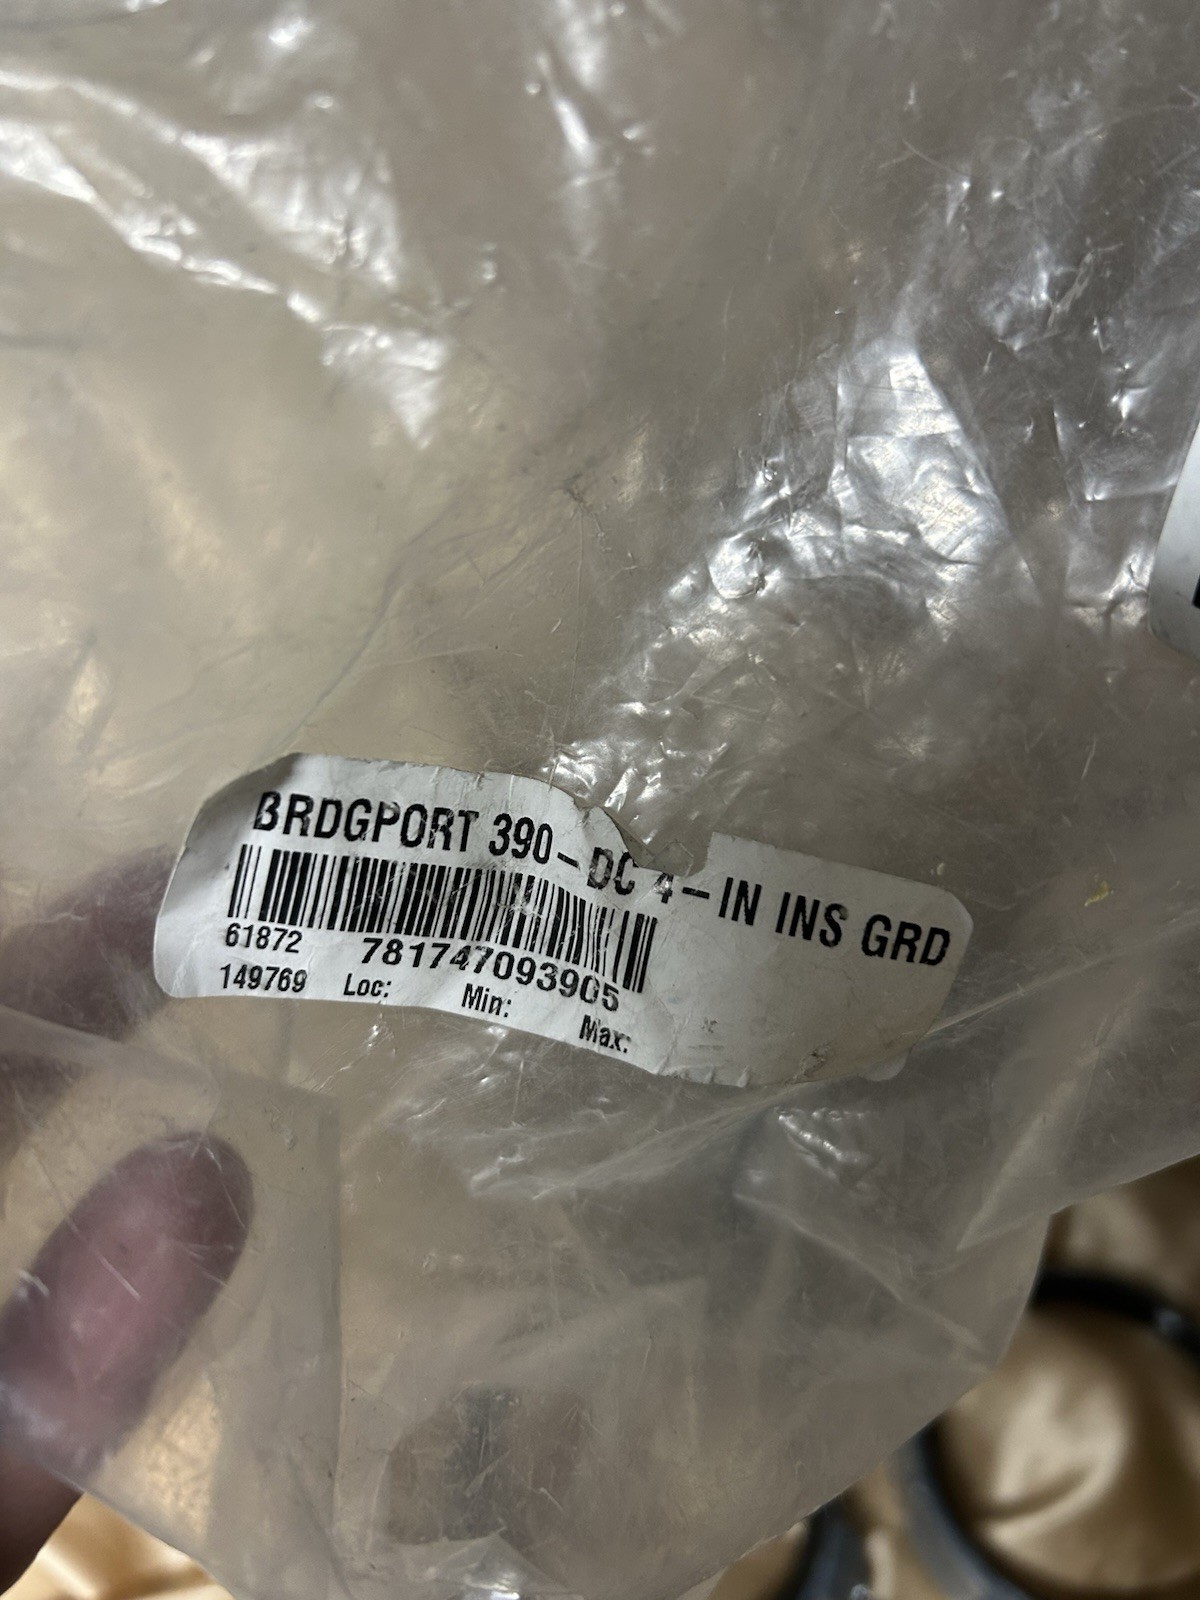 BRDGPORT 390-DC 4-IN INS GRD
61872 781747093905
149769 Loc: Min: Max: